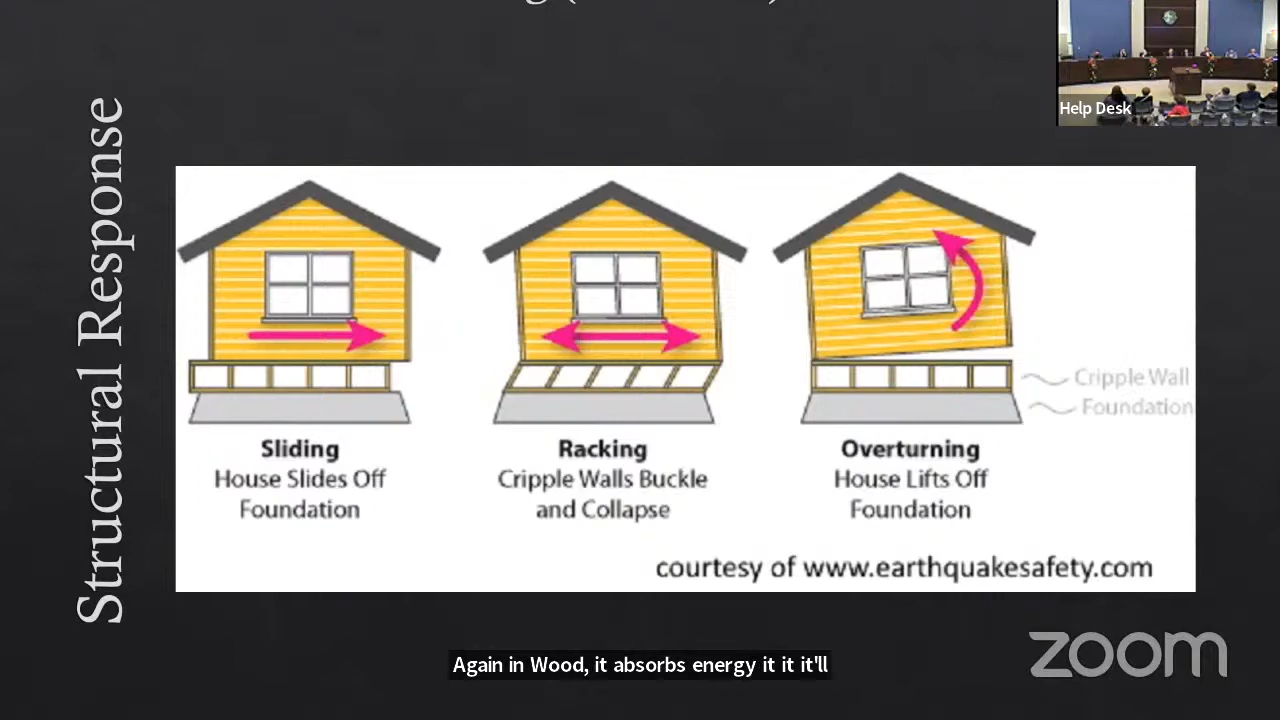 Help Desk
Structural Response
Cripple Wall
Foundation
Sliding
House Slides Off
Foundation
Racking
Cripple Walls Buckle
and Collapse
Overturning
House Lifts Off
Foundation
courtesy of www.earthquakesafety.com
Again in Wood, it absorbs energy it it it'll
zoom